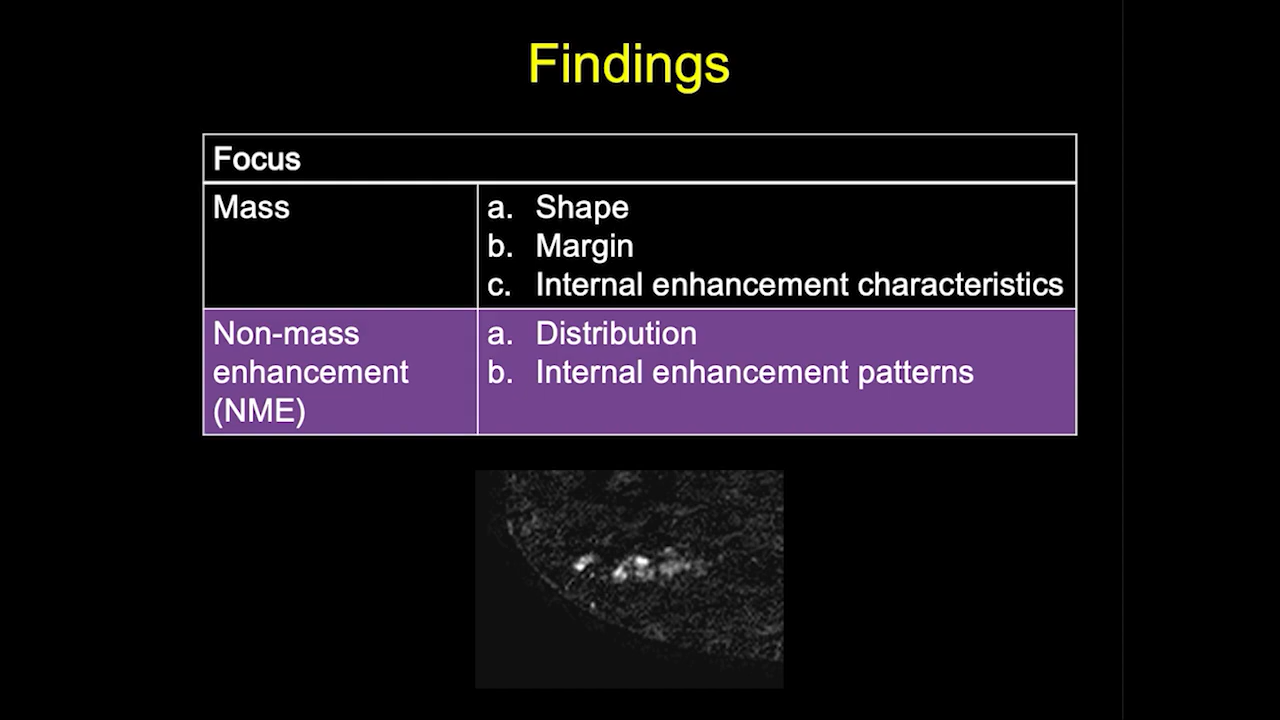 Findings
Focus
Mass
a. Shape
b. Margin
c. Internal enhancement characteristics
Non-mass
enhancement
(NME)
a. Distribution
b. Internal enhancement patterns